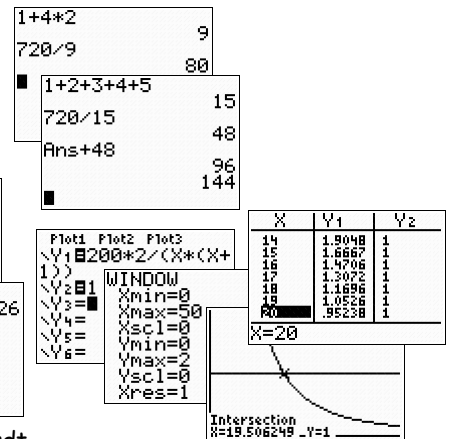 1+4*2
9
720/9
80
1+2+3+4+5
15
720/15
48
Ans+48
96
144
Plot1 Plot2 Plot3
\Y1=200*2/(X*(X+
1))
\Y2=1
\Y3=
\Y4=
\Y5=
\Y6=
WINDOW
Xmin=0
Xmax=50
Xscl=0
Ymin=0
Ymax=2
Yscl=0
Xres=1
X Y1 Y2
14 1.9048 1
15 1.6667 1
16 1.4706 1
17 1.3072 1
18 1.1696 1
19 1.0526 1
20 .95238 1
X=20
Intersection
X=19.506249 Y=1
26